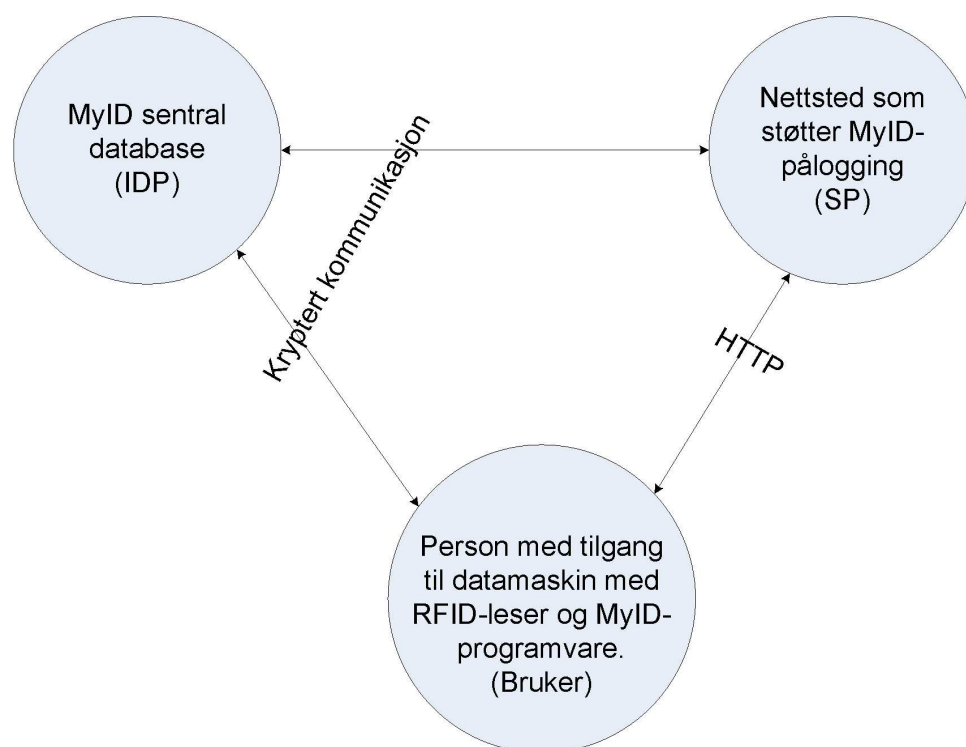 MyID sentral
database
(IDP)
Nettsted som
støtter MyID-
pålogging
(SP)
Kryptert kommunikasjon
HTTP
Person med tilgang
til datamaskin med
RFID-leser og MyID-
programvare.
(Bruker)